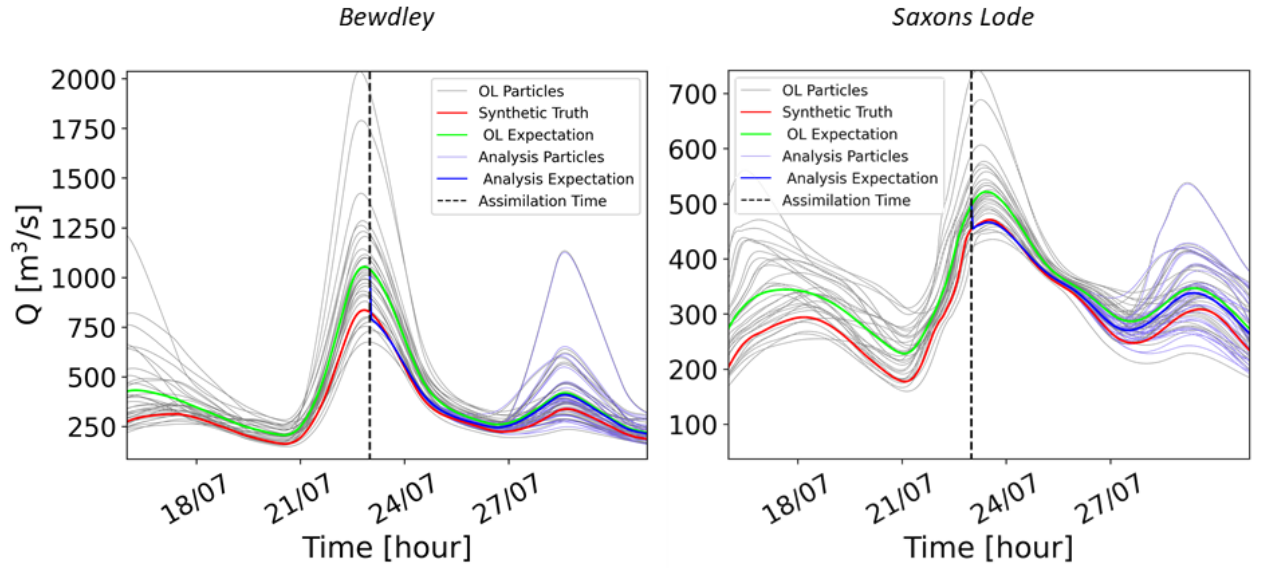 Bewdley
Saxons Lode
Q [m³/s]
2000
1750
1500
1250
1000
750
500
250
OL Particles
Synthetic Truth
OL Expectation
Analysis Particles
Analysis Expectation
Assimilation Time
18/07
21/07
24/07
27/07
Time [hour]
700
600
500
400
300
200
100
OL Particles
Synthetic Truth
OL Expectation
Analysis Particles
Analysis Expectation
Assimilation Time
18/07
21/07
24/07
27/07
Time [hour]